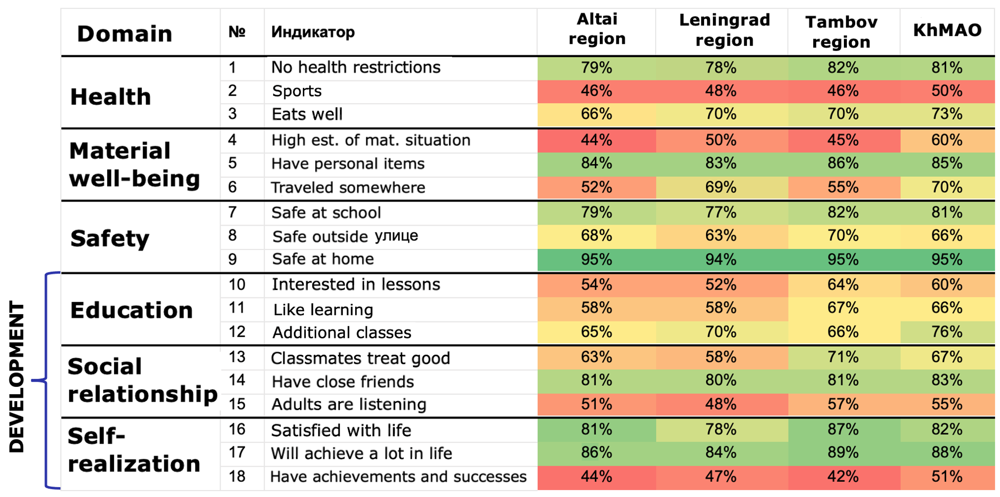 Domain № Индикатор Altai region Leningrad region Tambov region KhMAO
Health
1 No health restrictions 79% 78% 82% 81%
2 Sports 46% 48% 46% 50%
3 Eats well 66% 70% 70% 73%
Material well-being
4 High est. of mat. situation 44% 50% 45% 60%
5 Have personal items 84% 83% 86% 85%
6 Traveled somewhere 52% 69% 55% 70%
Safety
7 Safe at school 79% 77% 82% 81%
8 Safe outside улице 68% 63% 70% 66%
9 Safe at home 95% 94% 95% 95%
DEVELOPMENT
Education
10 Interested in lessons 54% 52% 64% 60%
11 Like learning 58% 58% 67% 66%
12 Additional classes 65% 70% 66% 76%
Social relationship
13 Classmates treat good 63% 58% 71% 67%
14 Have close friends 81% 80% 81% 83%
15 Adults are listening 51% 48% 57% 55%
Self-realization
16 Satisfied with life 81% 78% 87% 82%
17 Will achieve a lot in life 86% 84% 89% 88%
18 Have achievements and successes 44% 47% 42% 51%